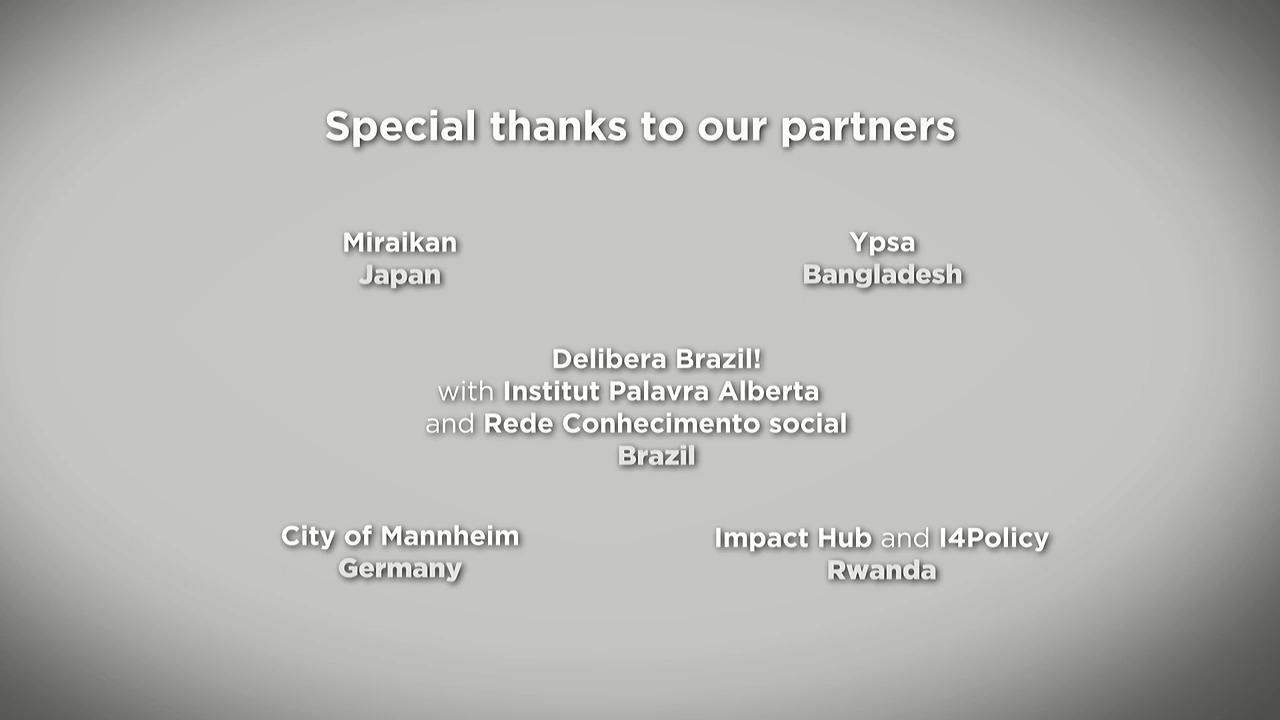 Special thanks to our partners
Miraikan
Japan
Ypsa
Bangladesh
Delibera Brazil!
with Institut Palavra Alberta
and Rede Conhecimento social
Brazil
City of Mannheim
Germany
Impact Hub and I4Policy
Rwanda